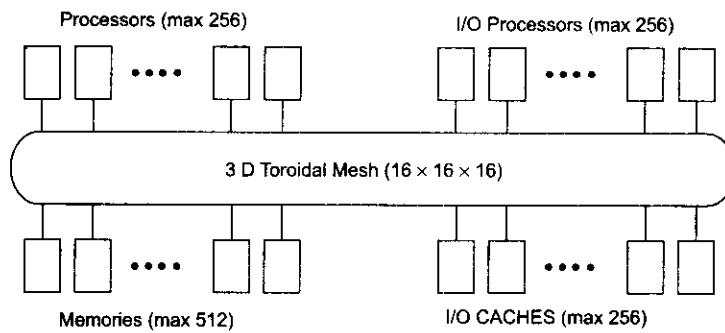 Processors (max 256)
I/O Processors (max 256)
3 D Toroidal Mesh (16 × 16 × 16)
Memories (max 512)
I/O CACHES (max 256)